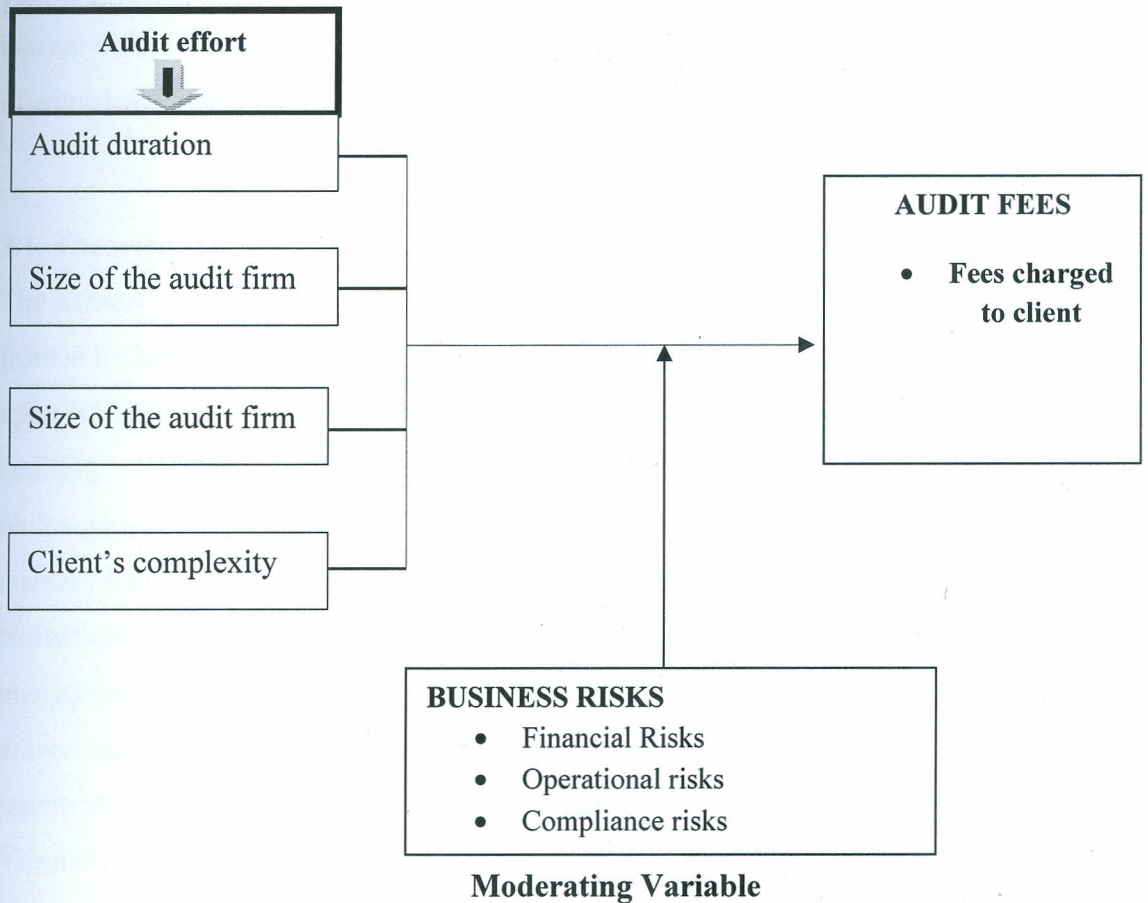 Audit effort
Audit duration
Size of the audit firm
Size of the audit firm
Client's complexity
AUDIT FEES
• Fees charged
to client
BUSINESS RISKS
• Financial Risks
• Operational risks
• Compliance risks
Moderating Variable